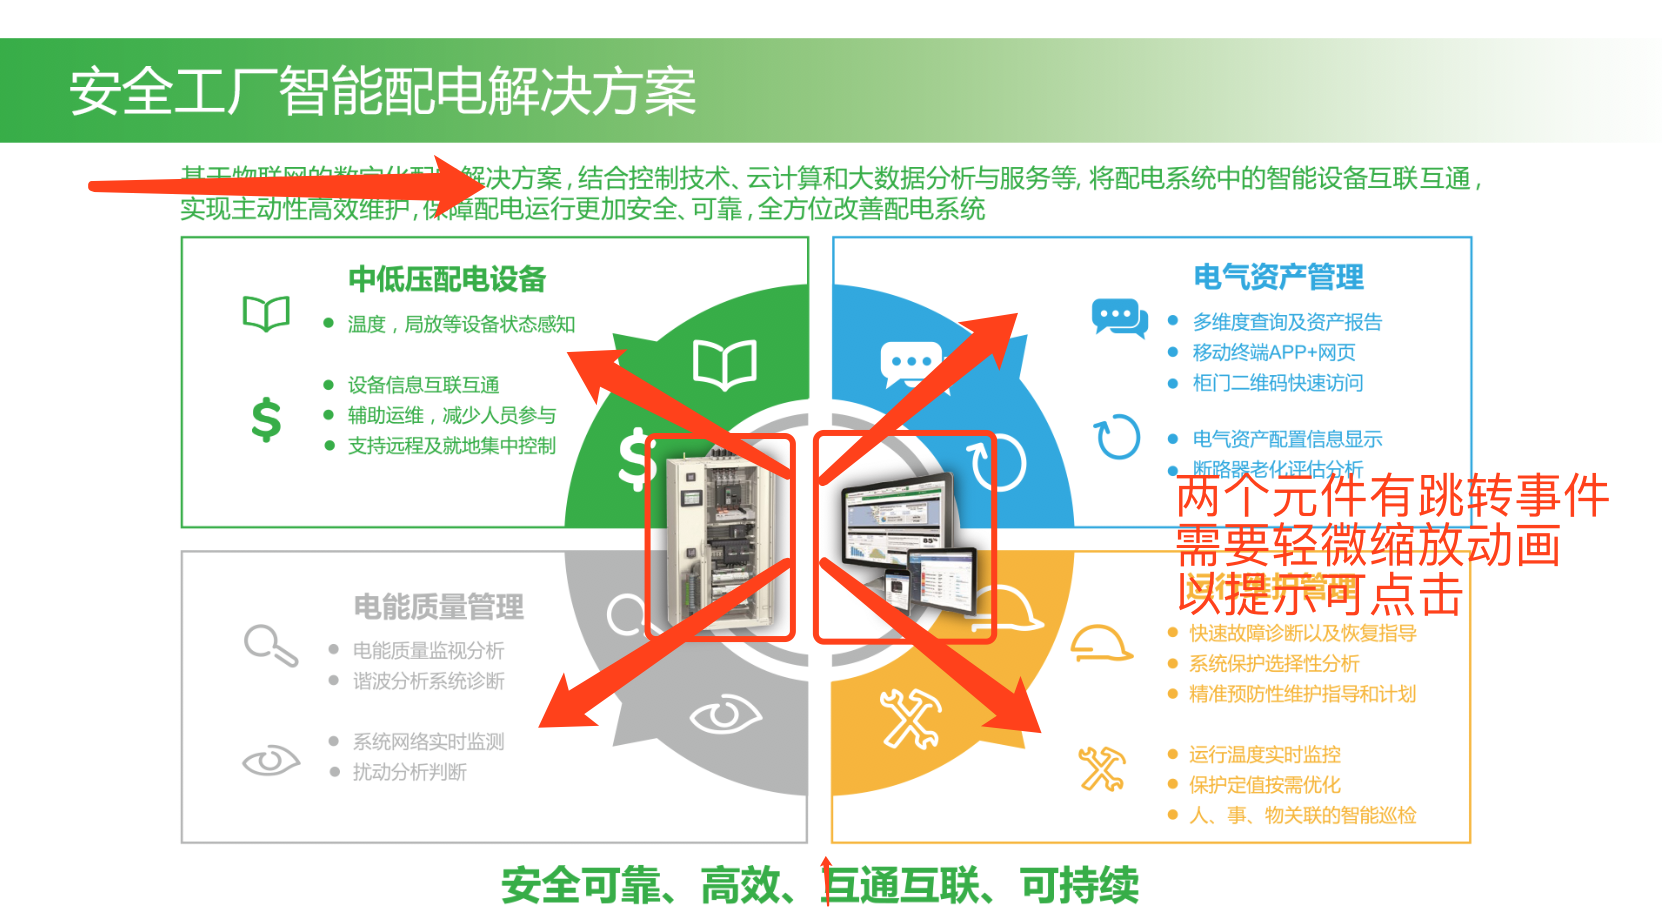 安全工厂智能配电解决方案
基于物联网的数字化配电解决方案,结合控制技术、云计算和大数据分析与服务等,将配电系统中的智能设备互联互通,
实现主动性高效维护,保障配电运行更加安全、可靠,全方位改善配电系统
中低压配电设备
温度,局放等设备状态感知
设备信息互联互通
辅助运维,减少人员参与
支持远程及就地集中控制
电气资产管理
多维度查询及资产报告
移动终端APP+网页
柜门二维码快速访问
电气资产配置信息显示
断路器老化评估分析
两个元件有跳转事件
需要轻微缩放动画
以提示可点击
电能质量管理
电能质量监视分析
谐波分析系统诊断
系统网络实时监测
扰动分析判断
运行维护管理
快速故障诊断以及恢复指导
系统保护选择性分析
精准预防性维护指导和计划
运行温度实时监控
保护定值按需优化
人、事、物关联的智能巡检
安全可靠、高效、互通互联、可持续